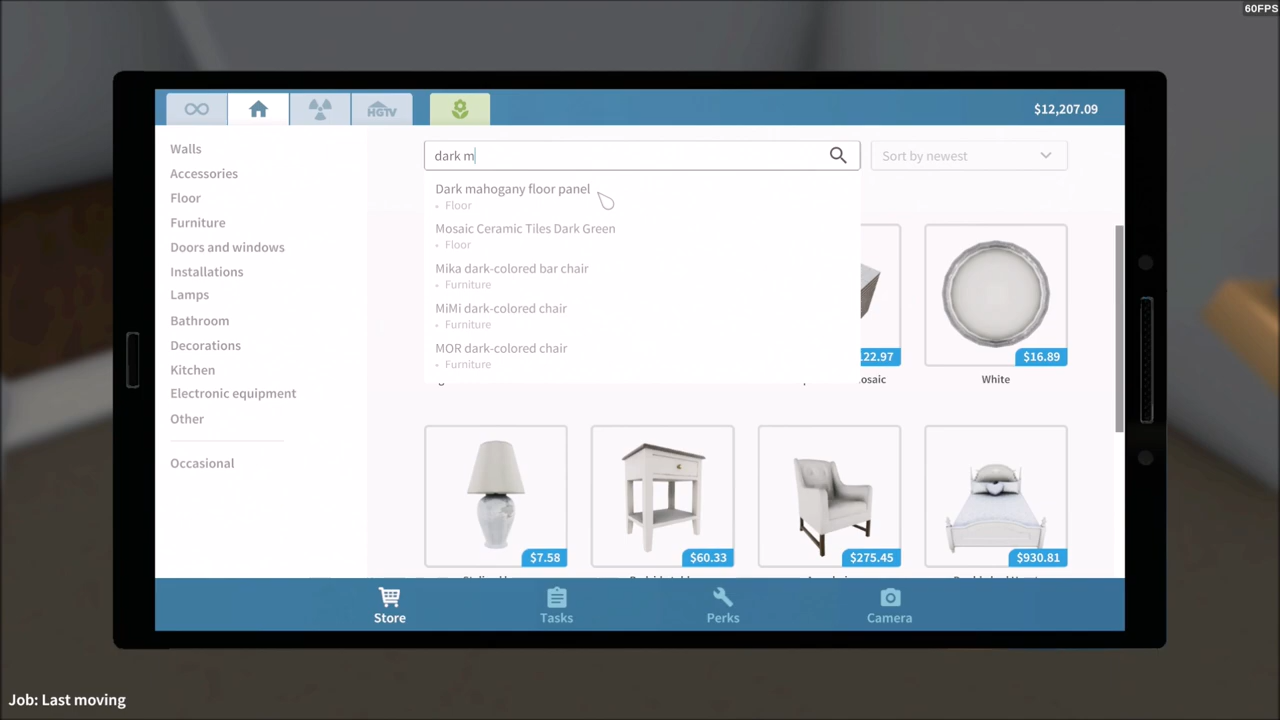 60FPS
HGTV
$12,207.09
Walls
Accessories
Floor
Furniture
Doors and windows
Installations
Lamps
Bathroom
Decorations
Kitchen
Electronic equipment
Other
Occasional
dark m
Sort by newest
Dark mahogany floor panel
• Floor
Mosaic Ceramic Tiles Dark Green
• Floor
Mika dark-colored bar chair
• Furniture
MiMi dark-colored chair
• Furniture
MOR dark-colored chair
• Furniture
$16.89
White
$7.58
$60.33
$275.45
$930.81
Store
Tasks
Perks
Camera
Job: Last moving